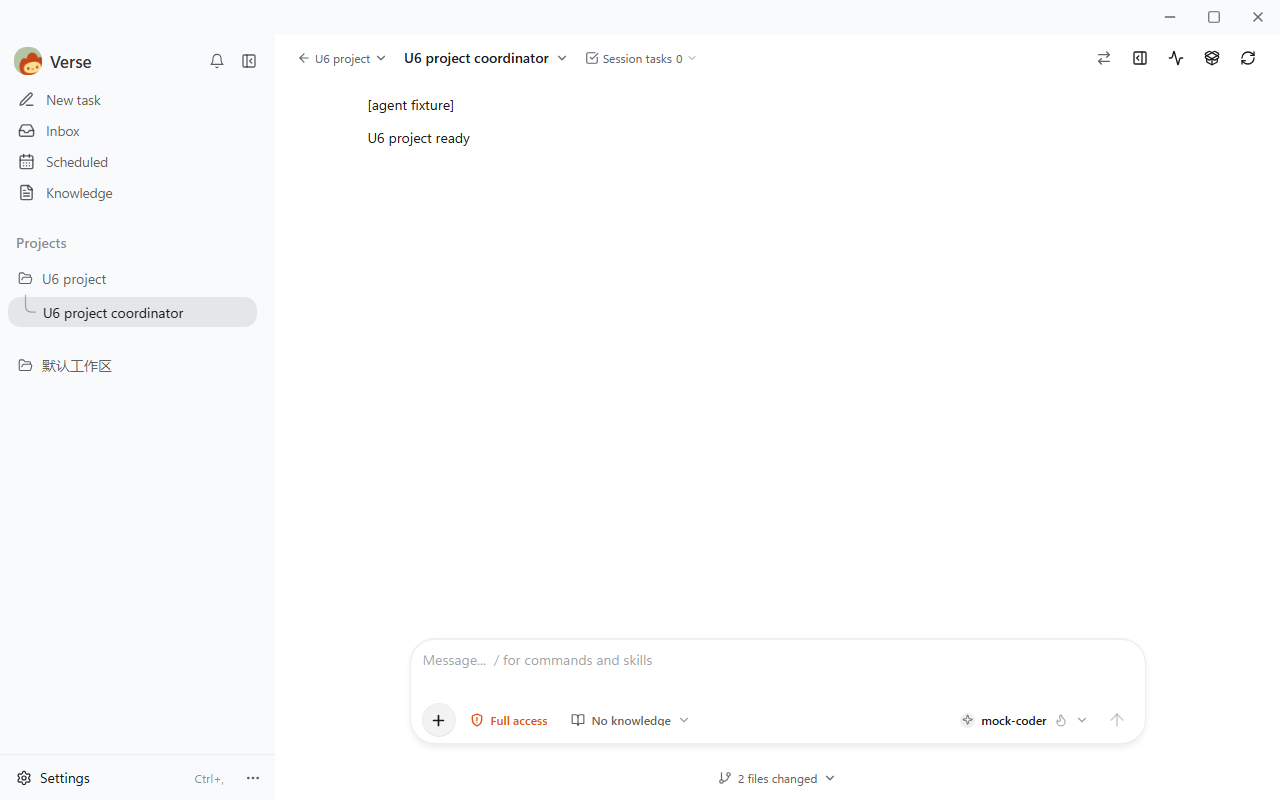 Verse
New task
Inbox
Scheduled
Knowledge
Projects
U6 project
U6 project coordinator
默认工作区
Settings
Ctrl+,
U6 project
U6 project coordinator
Session tasks 0
[agent fixture]
U6 project ready
Message... / for commands and skills
Full access
No knowledge
mock-coder
2 files changed